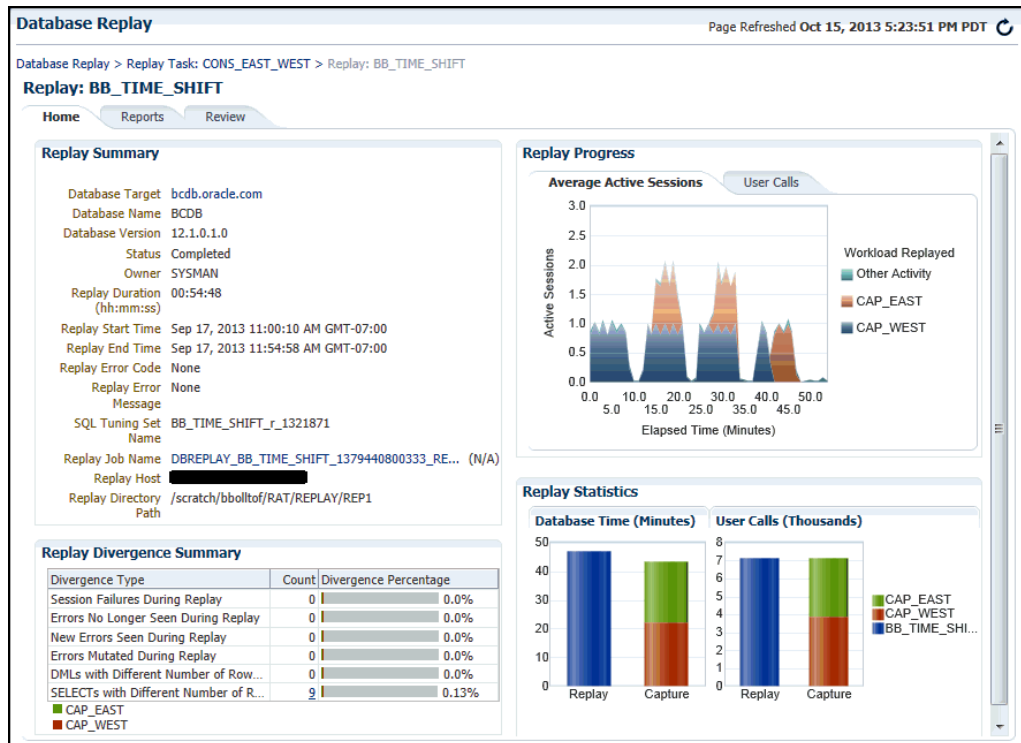 Database Replay
Page Refreshed Oct 15, 2013 5:23:51 PM PDT
Database Replay > Replay Task: CONS_EAST_WEST > Replay: BB_TIME_SHIFT
Replay: BB_TIME_SHIFT
Home Reports Review
Replay Summary
Database Target bcdb.oracle.com
Database Name BCDB
Database Version 12.1.0.1.0
Status Completed
Owner SYSMAN
Replay Duration 00:54:48
(hh:mm:ss)
Replay Start Time Sep 17, 2013 11:00:10 AM GMT-07:00
Replay End Time Sep 17, 2013 11:54:58 AM GMT-07:00
Replay Error Code None
Replay Error None
Message
SQL Tuning Set BB_TIME_SHIFT_r_1321871
Name
Replay Job Name DBREPLAY_BB_TIME_SHIFT_1379440800333_RE... (N/A)
Replay Host
Replay Directory /scratch/bbolltof/RAT/REPLAY/REP1
Path
Replay Divergence Summary
Divergence Type Count Divergence Percentage
Session Failures During Replay 0 0.0%
Errors No Longer Seen During Replay 0 0.0%
New Errors Seen During Replay 0 0.0%
Errors Mutated During Replay 0 0.0%
DMLs with Different Number of Row... 0 0.0%
SELECTs with Different Number of R... 9 0.13%
CAP_EAST
CAP_WEST
Replay Progress
Average Active Sessions User Calls
3.0
2.5
2.0
1.5
1.0
0.5
0.0
Active Sessions
0.0 10.0 20.0 30.0 40.0 50.0
5.0 15.0 25.0 35.0 45.0
Elapsed Time (Minutes)
Workload Replayed
Other Activity
CAP_EAST
CAP_WEST
Replay Statistics
Database Time (Minutes)
50
40
30
20
10
0
Replay Capture
User Calls (Thousands)
8
7
6
5
4
3
2
1
0
Replay Capture
CAP_EAST
CAP_WEST
BB_TIME_SHI...